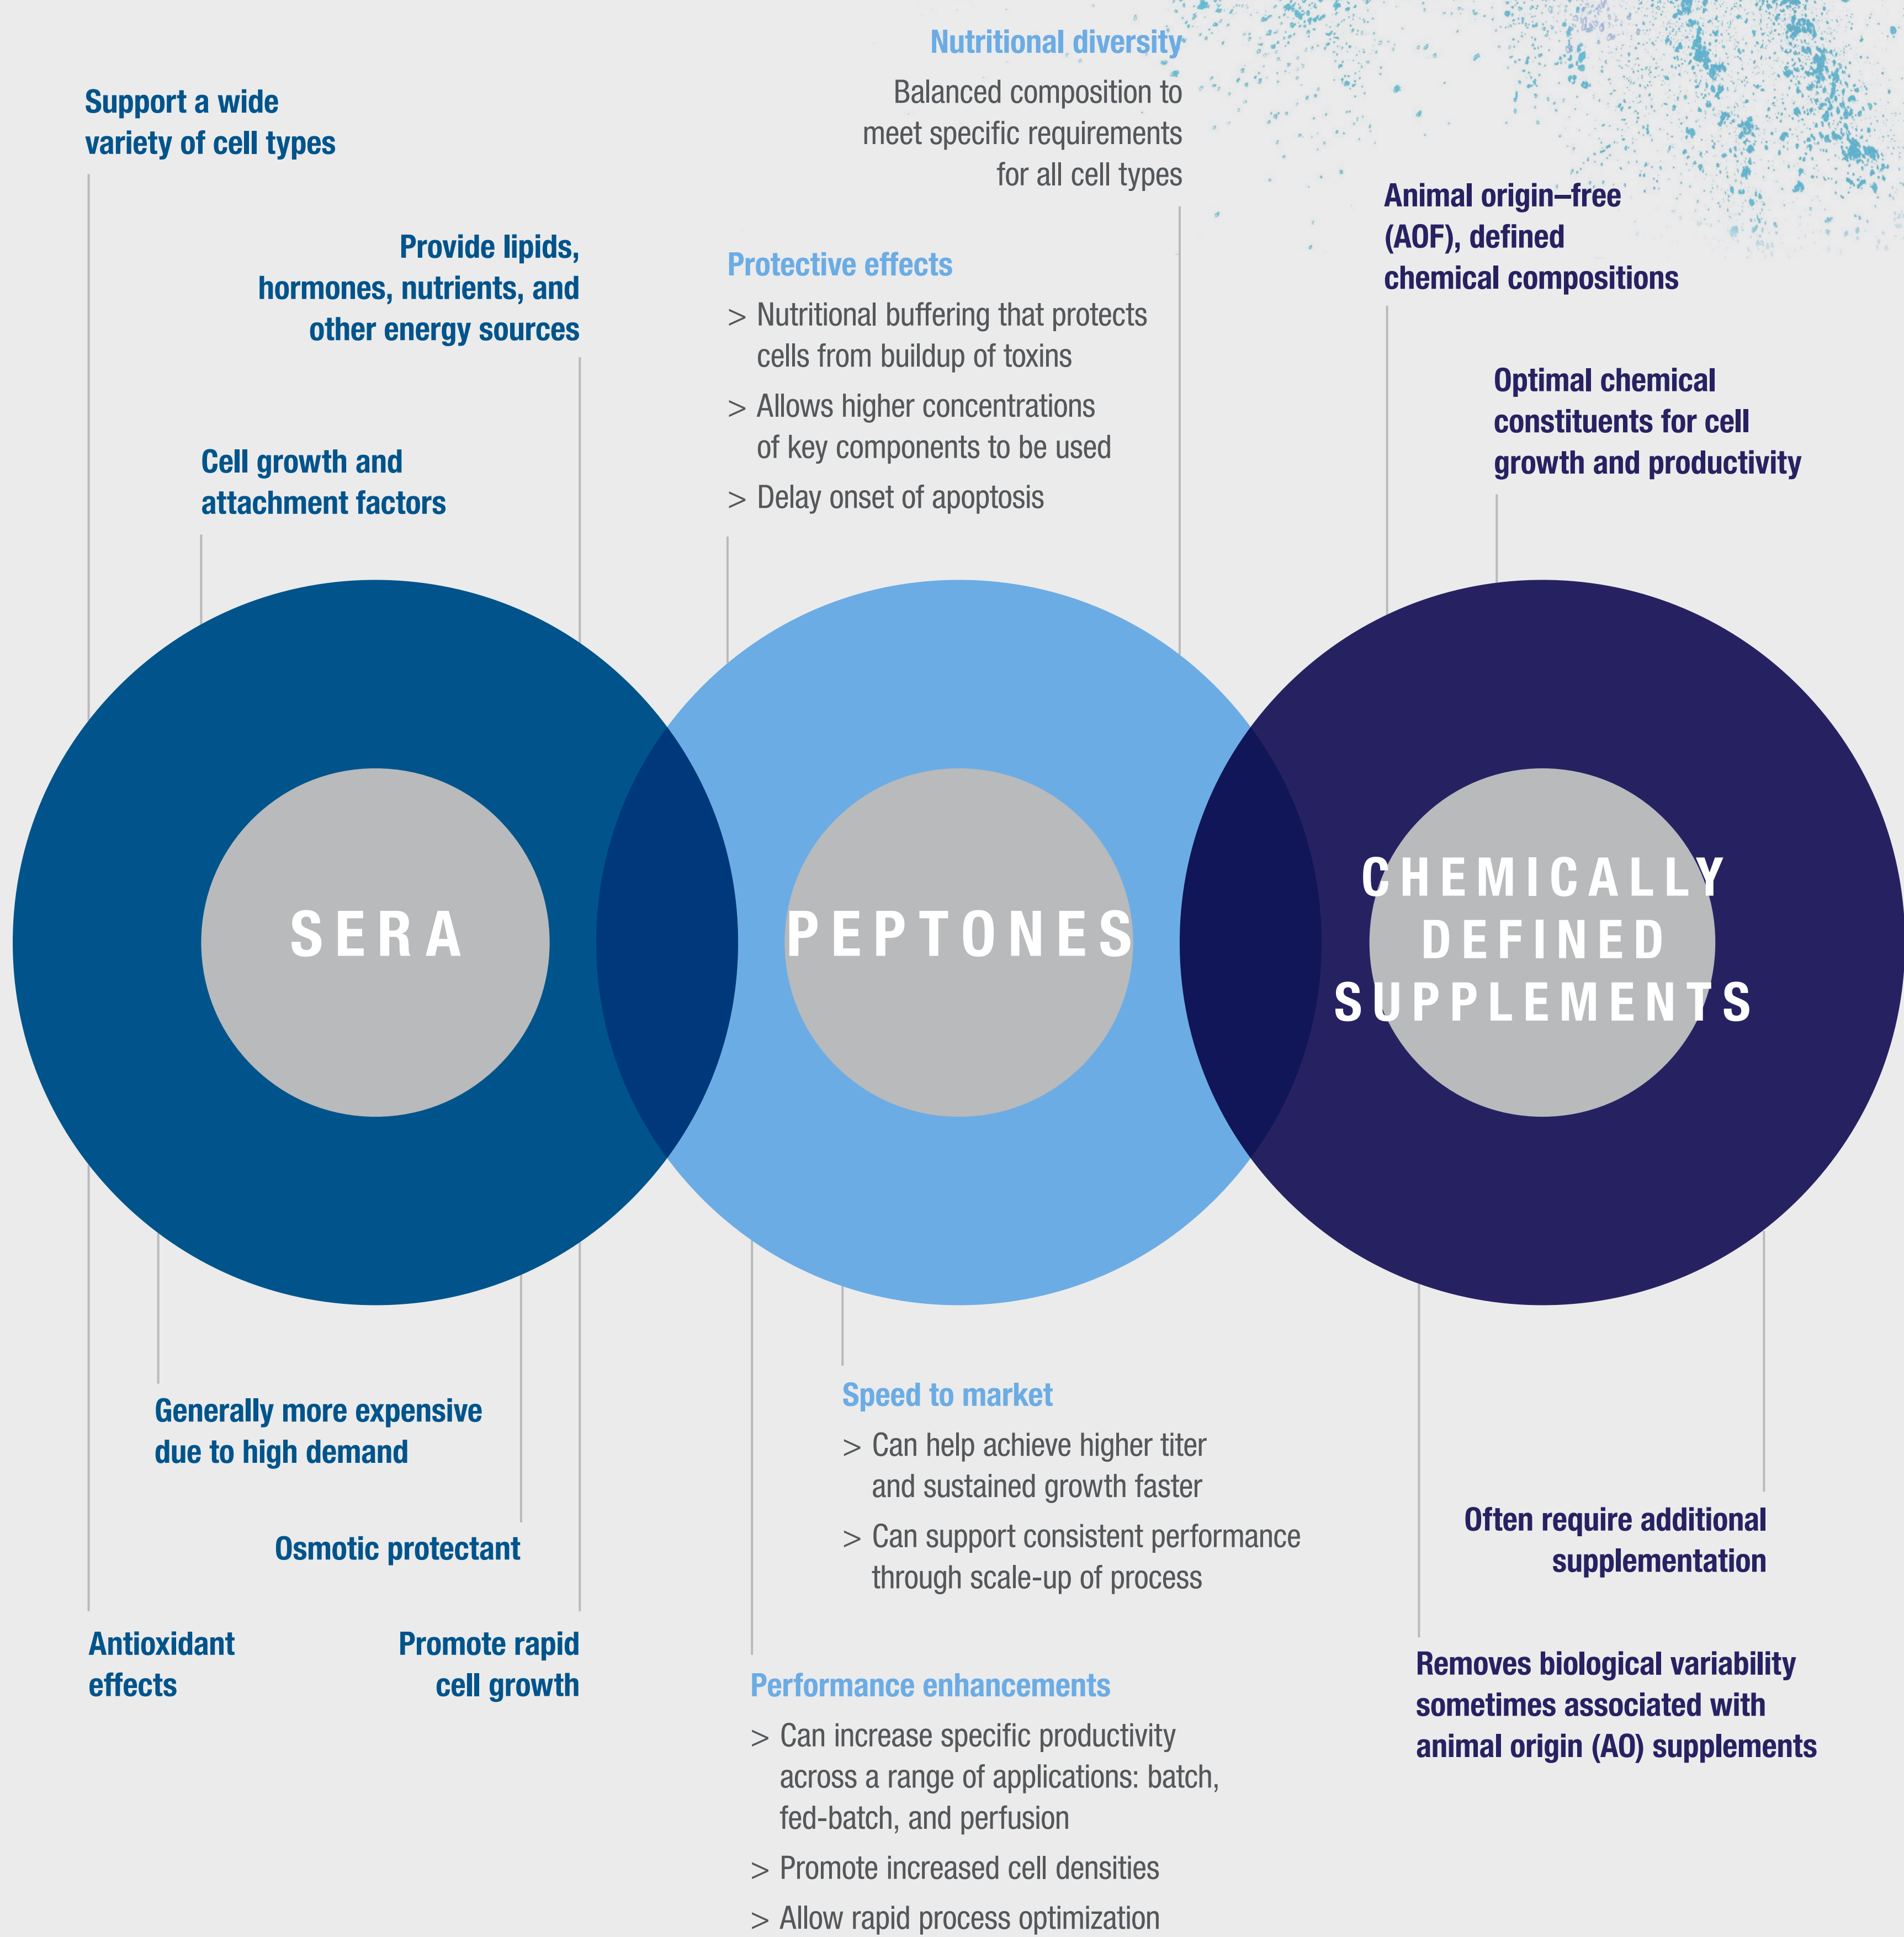 Support a wide
variety of cell types
Provide lipids,
hormones, nutrients, and
other energy sources
Cell growth and
attachment factors
Nutritional diversity
Balanced composition to
meet specific requirements
for all cell types
Protective effects
> Nutritional buffering that protects
cells from buildup of toxins
> Allows higher concentrations
of key components to be used
> Delay onset of apoptosis
Animal origin–free
(AOF), defined
chemical compositions
Optimal chemical
constituents for cell
growth and productivity
SERA
PEPTONES
CHEMICALLY
DEFINED
SUPPLEMENTS
Generally more expensive
due to high demand
Osmotic protectant
Antioxidant
effects
Promote rapid
cell growth
Speed to market
> Can help achieve higher titer
and sustained growth faster
> Can support consistent performance
through scale-up of process
Performance enhancements
> Can increase specific productivity
across a range of applications: batch,
fed-batch, and perfusion
> Promote increased cell densities
> Allow rapid process optimization
Often require additional
supplementation
Removes biological variability
sometimes associated with
animal origin (AO) supplements